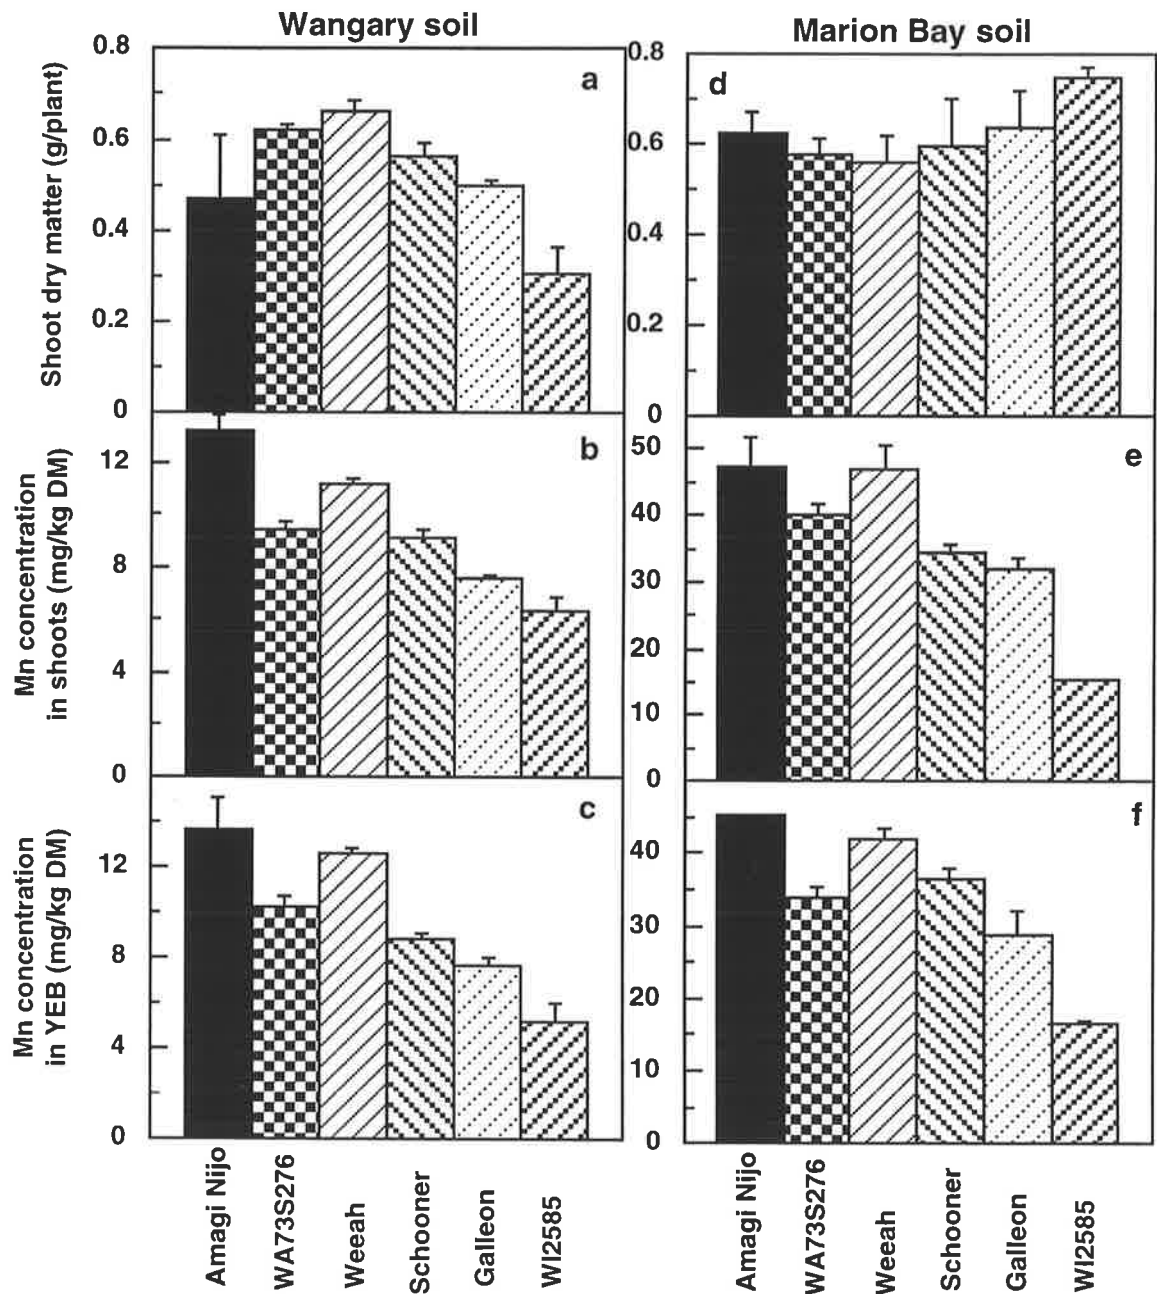 Wangary soil
Marion Bay soil
Shoot dry matter (g/plant)
0.8
0.6
0.4
0.2
0
a
0.8
0.6
0.4
0.2
0
d
Mn concentration
in shoots (mg/kg DM)
12
8
4
0
b
50
40
30
20
10
0
e
Mn concentration
in YEB (mg/kg DM)
12
8
4
0
c
40
30
20
10
0
f
Amagi Nijo
WA73S276
Weeah
Schooner
Galleon
WI2585
Amagi Nijo
WA73S276
Weeah
Schooner
Galleon
WI2585